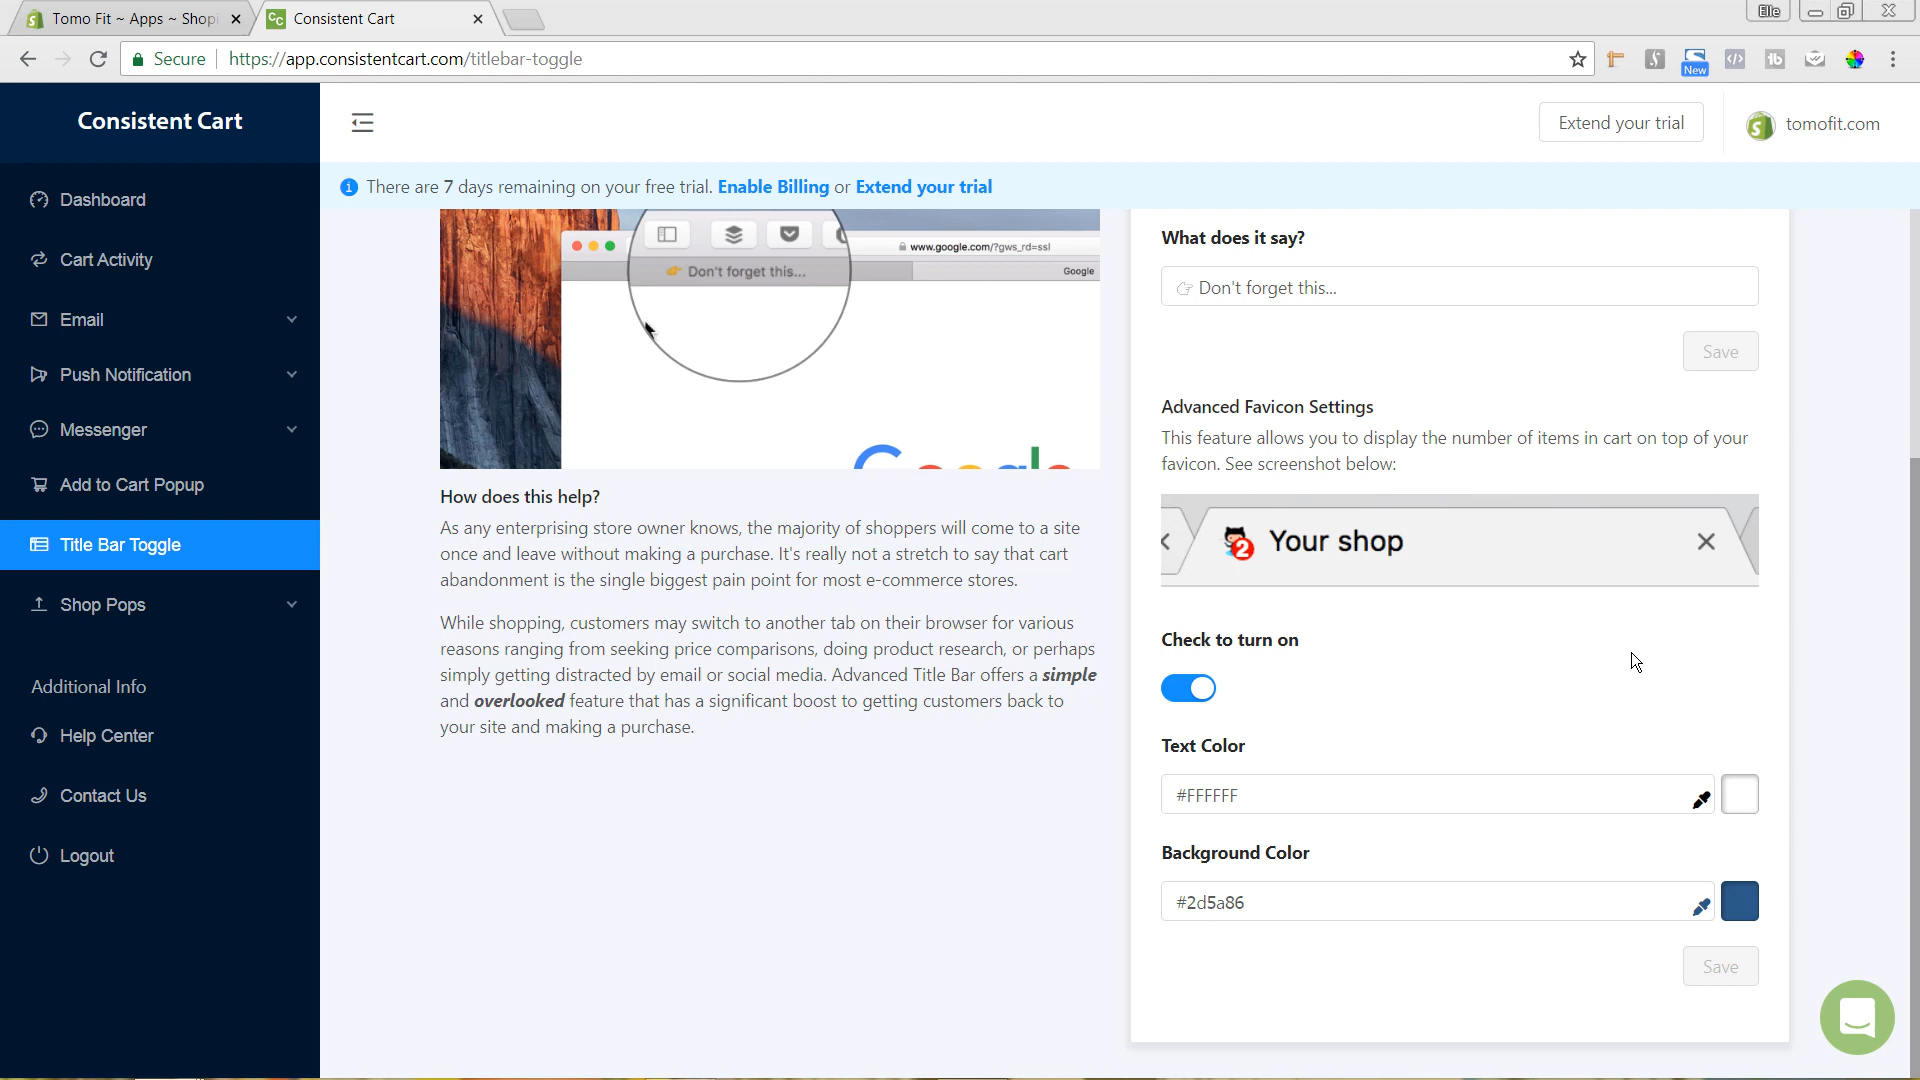 Tomo Fit ~ Apps ~ Shopi
Consistent Cart
Elle
Secure
https://app.consistentcart.com/titlebar-toggle
New
Consistent Cart
Extend your trial
tomofit.com
There are 7 days remaining on your free trial. Enable Billing or Extend your trial
Dashboard
Cart Activity
Email
Push Notification
Messenger
Add to Cart Popup
Title Bar Toggle
Shop Pops
Additional Info
Help Center
Contact Us
Logout
www.google.com/?gws_rd=ssl
👉 Don't forget this...
Google
How does this help?
As any enterprising store owner knows, the majority of shoppers will come to a site
once and leave without making a purchase. It's really not a stretch to say that cart
abandonment is the single biggest pain point for most e-commerce stores.
While shopping, customers may switch to another tab on their browser for various
reasons ranging from seeking price comparisons, doing product research, or perhaps
simply getting distracted by email or social media. Advanced Title Bar offers a simple
and overlooked feature that has a significant boost to getting customers back to
your site and making a purchase.
What does it say?
👉 Don't forget this...
Save
Advanced Favicon Settings
This feature allows you to display the number of items in cart on top of your
favicon. See screenshot below:
2 Your shop
Check to turn on
Text Color
#FFFFFF
Background Color
#2d5a86
Save